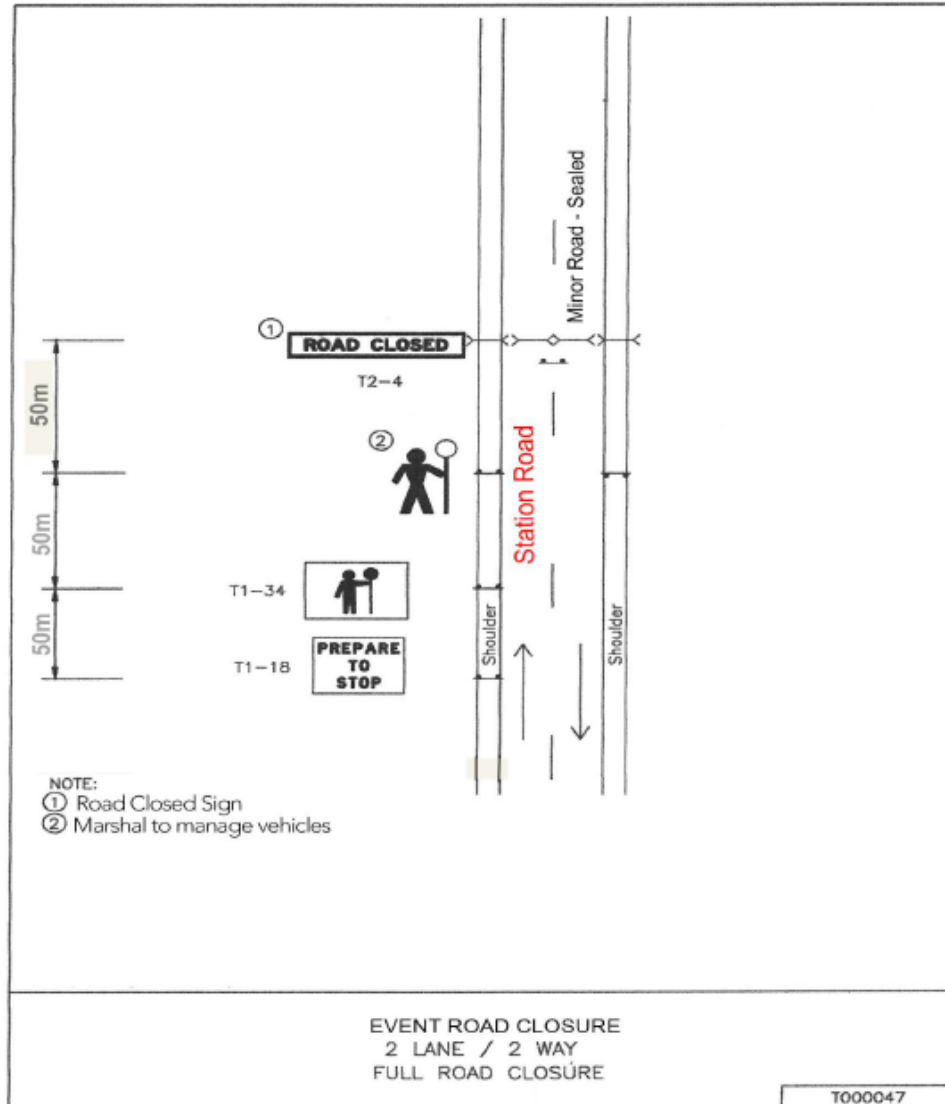 Minor Road - Sealed
① ROAD CLOSED
T2-4
50m
②
Station Road
50m
T1-34
50m
T1-18
PREPARE
TO
STOP
Shoulder
Shoulder
NOTE:
① Road Closed Sign
② Marshal to manage vehicles
EVENT ROAD CLOSURE
2 LANE / 2 WAY
FULL ROAD CLOSURE
T000047